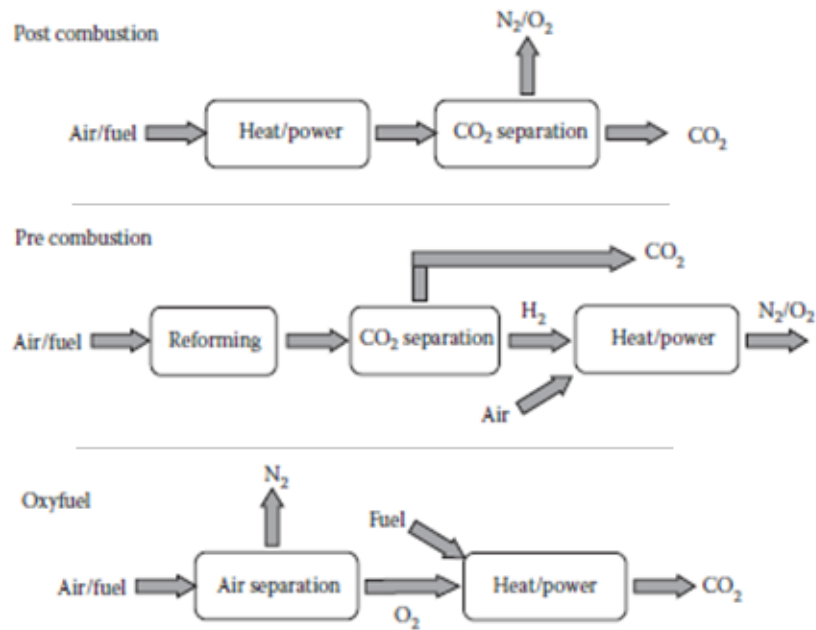 Post combustion
N₂/O₂
Air/fuel
Heat/power
CO₂ separation
CO₂
Pre combustion
CO₂
Air/fuel
Reforming
CO₂ separation
H₂
Heat/power
N₂/O₂
Air
Oxyfuel
N₂
Fuel
Air/fuel
Air separation
O₂
Heat/power
CO₂